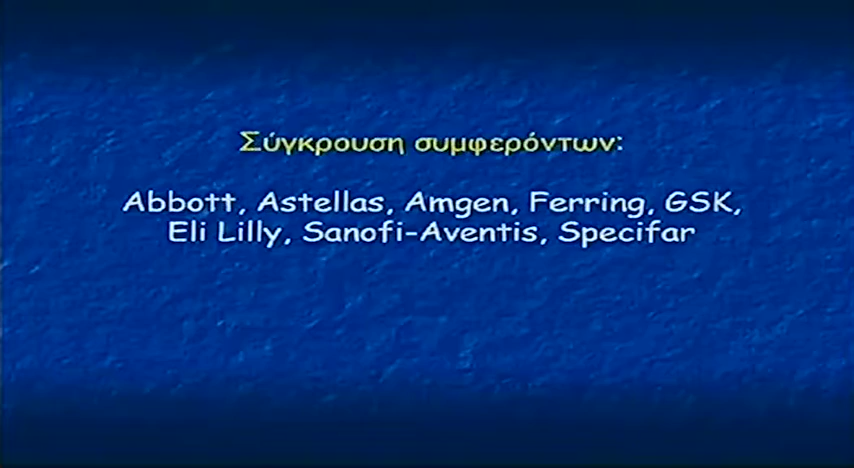 Σύγκρουση συμφερόντων:
Abbott, Astellas, Amgen, Ferring, GSK,
Eli Lilly, Sanofi-Aventis, Specifar